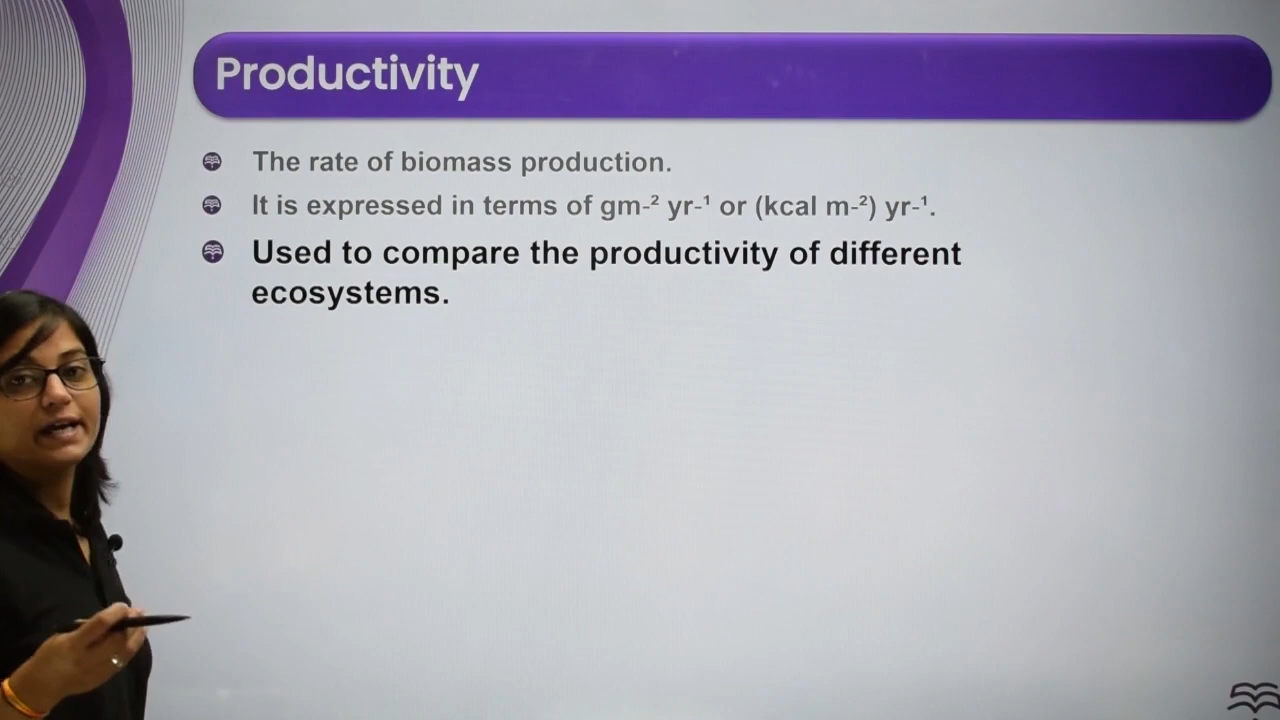 Productivity
The rate of biomass production.
It is expressed in terms of gm-² yr-¹ or (kcal m-²) yr-¹.
Used to compare the productivity of different
ecosystems.